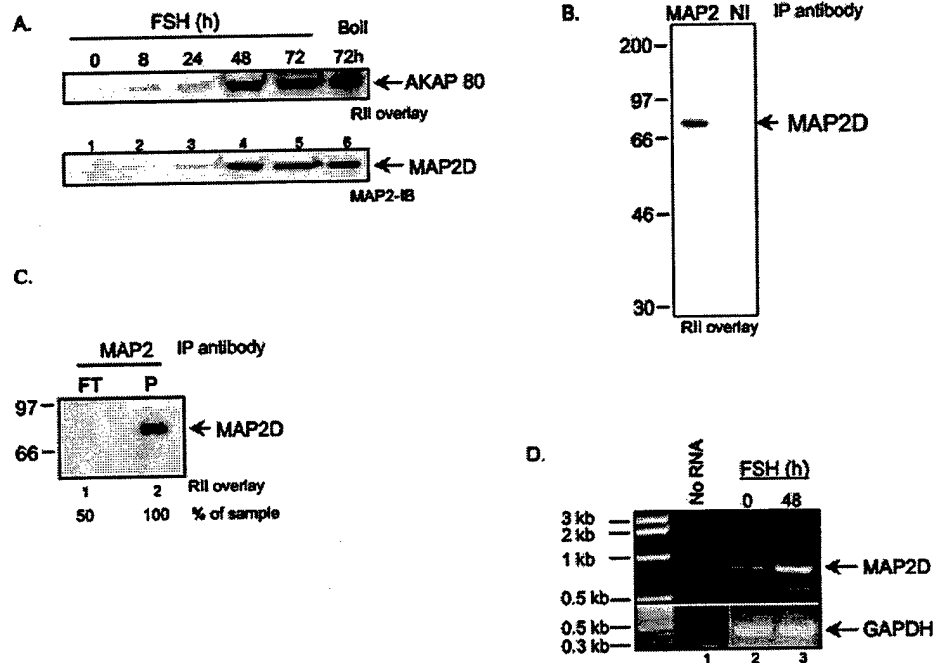 A.
FSH (h)
Boil
0 8 24 48 72 72h
AKAP 80
RII overlay
1 2 3 4 5 6
MAP2D
MAP2-IB
B.
MAP2 NI IP antibody
200
97
66
MAP2D
46
30
RII overlay
C.
MAP2 IP antibody
FT P
97
MAP2D
66
1 2 RII overlay
50 100 % of sample
D.
No RNA
FSH (h)
0 48
3 kb
2 kb
1 kb
MAP2D
0.5 kb
0.5 kb
GAPDH
0.3 kb
1 2 3